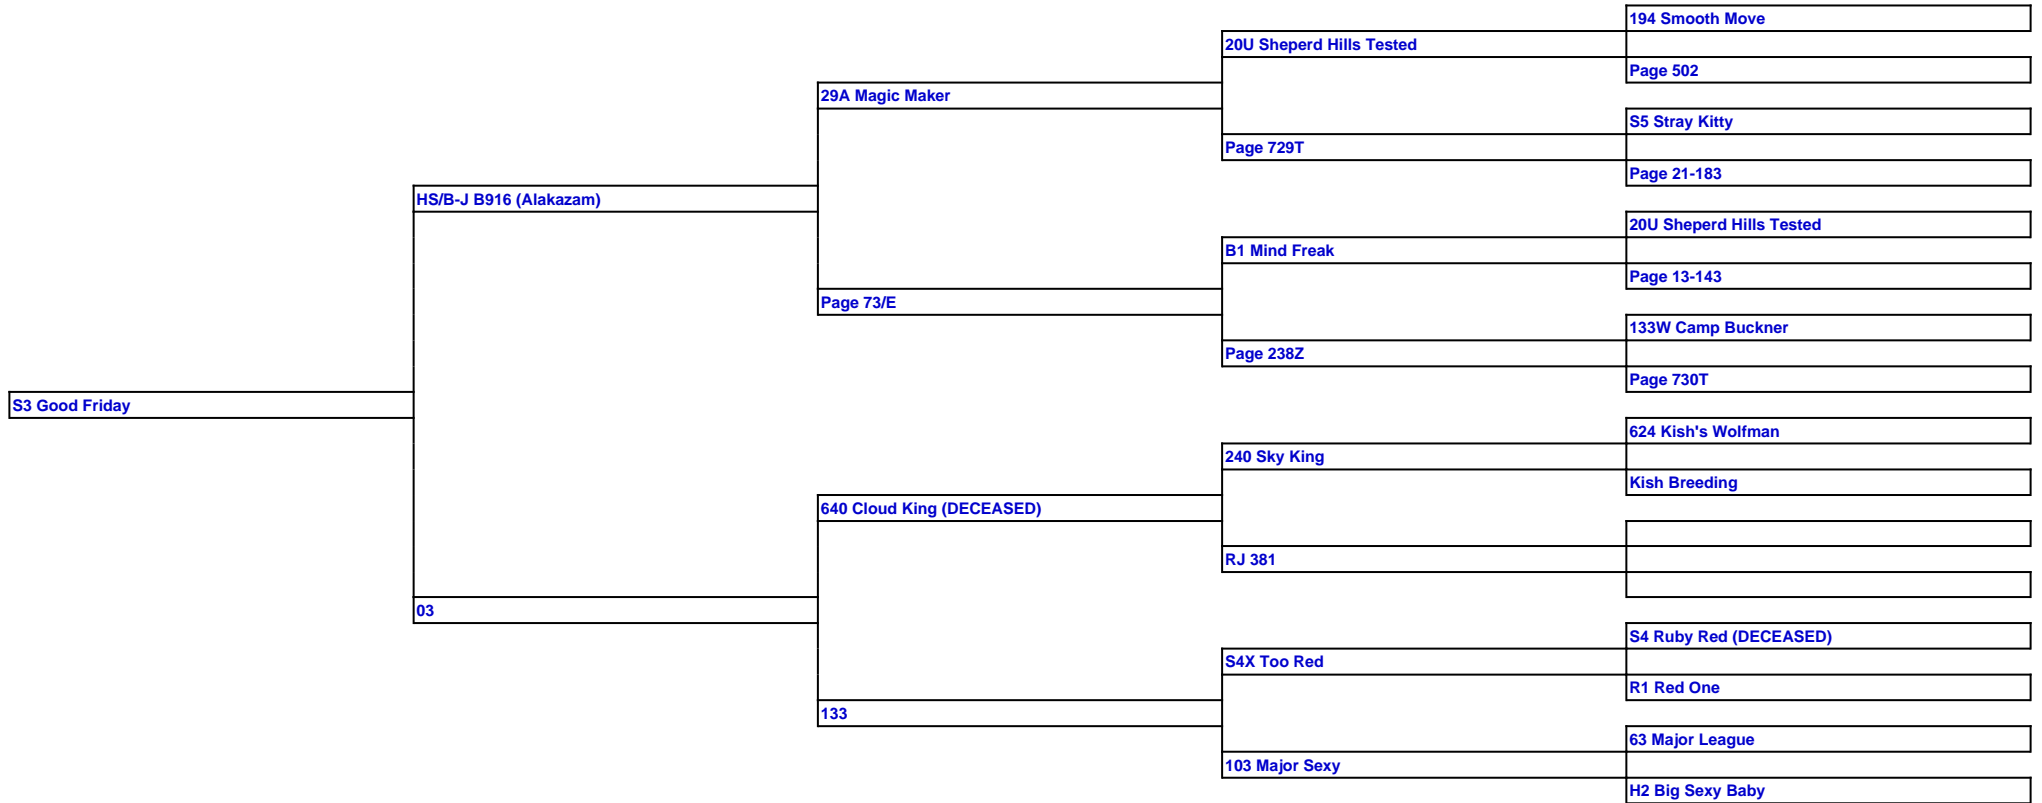 194 Smooth Move
20U Sheperd Hills Tested
Page 502
29A Magic Maker
S5 Stray Kitty
Page 729T
Page 21-183
HS/B-J B916 (Alakazam)
20U Sheperd Hills Tested
B1 Mind Freak
Page 13-143
Page 73/E
133W Camp Buckner
Page 238Z
Page 730T
S3 Good Friday
624 Kish's Wolfman
240 Sky King
Kish Breeding
640 Cloud King (DECEASED)
RJ 381
03
S4 Ruby Red (DECEASED)
S4X Too Red
R1 Red One
133
63 Major League
103 Major Sexy
H2 Big Sexy Baby